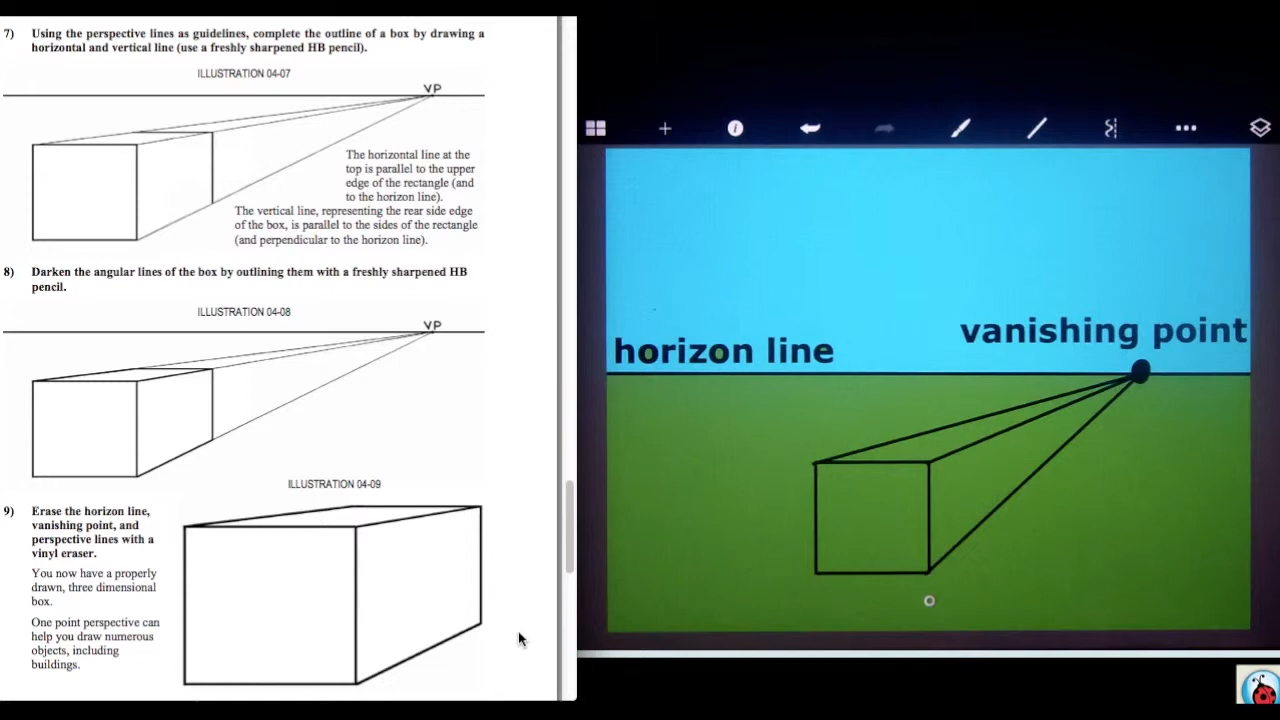 7) Using the perspective lines as guidelines, complete the outline of a box by drawing a
horizontal and vertical line (use a freshly sharpened HB pencil).
ILLUSTRATION 04-07
VP
The horizontal line at the
top is parallel to the upper
edge of the rectangle (and
to the horizon line).
The vertical line, representing the rear side edge
of the box, is parallel to the sides of the rectangle
(and perpendicular to the horizon line).
8) Darken the angular lines of the box by outlining them with a freshly sharpened HB
pencil.
ILLUSTRATION 04-08
VP
ILLUSTRATION 04-09
9) Erase the horizon line,
vanishing point, and
perspective lines with a
vinyl eraser.
You now have a properly
drawn, three dimensional
box.
One point perspective can
help you draw numerous
objects, including
buildings.
vanishing point
horizon line